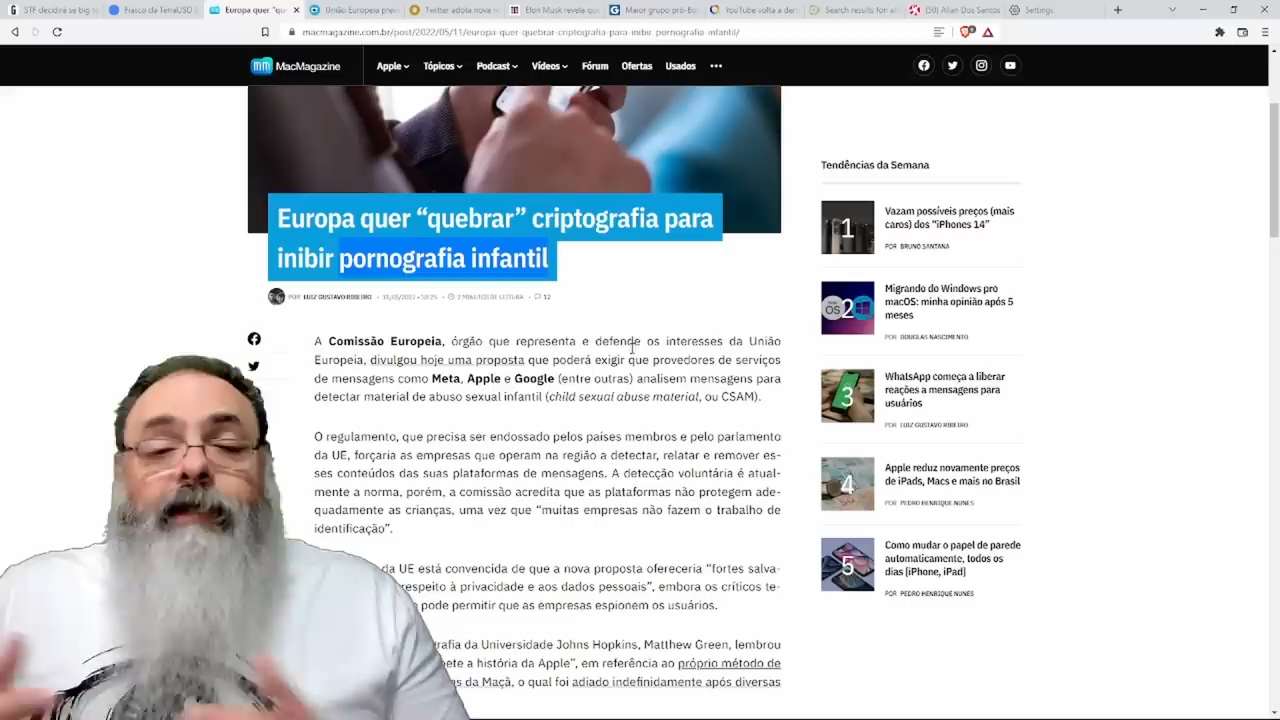 STF decidirá se big te
Fiasco da TerraUSD
Europa quer "qu
União Europeia prev
Twitter adota nova r
Elon Musk revela que
Maior grupo pró-Bol
YouTube vetou
Search results for: al
(50) Allan Dos Santos
Settings
macmagazine.com.br/post/2022/05/11/europa-quer-quebrar-criptografia-para-inibir-pornografia-infantil/
MacMagazine
Apple
Tópicos
Podcast
Vídeos
Fórum
Ofertas
Usados
Europa quer “quebrar” criptografia para
inibir pornografia infantil
POR LUIZ GUSTAVO RIBEIRO • 11/05/2022 • 10:25 • 2 MINUTOS DE LEITURA • 12
A Comissão Europeia, órgão que representa e defende os interesses da União
Europeia, divulgou hoje uma proposta que poderá exigir que provedores de serviços
de mensagens como Meta, Apple e Google (entre outras) analisem mensagens para
detectar material de abuso sexual infantil (child sexual abuse material, ou CSAM).
O regulamento, que precisa ser endossado pelos países membros e pelo parlamento
da UE, forçaria as empresas que operam na região a detectar, relatar e remover es-
ses conteúdos das suas plataformas de mensagens. A detecção voluntária é atual-
mente a norma, porém, a comissão acredita que as plataformas não protegem ade-
quadamente as crianças, uma vez que “muitas empresas não fazem o trabalho de
identificação”.
da UE está convencida de que a nova proposta ofereceria “fortes salva-
respeito à privacidade e aos dados pessoais”, embora os críticos te-
pode permitir que as empresas espionem os usuários.
grafia da Universidade Johns Hopkins, Matthew Green, lembrou
ete a história da Apple”, em referência ao próprio método de
s da Maçã, o qual foi adiado indefinidamente após diversas
Tendências da Semana
1
Vazam possíveis preços (mais
caros) dos “iPhones 14”
POR BRUNO SANTANA
2
Migrando do Windows pro
macOS: minha opinião após 5
meses
POR DOUGLAS NASCIMENTO
3
WhatsApp começa a liberar
reações a mensagens para
usuários
POR LUIZ GUSTAVO RIBEIRO
4
Apple reduz novamente preços
de iPads, Macs e mais no Brasil
POR PEDRO HENRIQUE NUNES
5
Como mudar o papel de parede
automaticamente, todos os
dias [iPhone, iPad]
POR PEDRO HENRIQUE NUNES